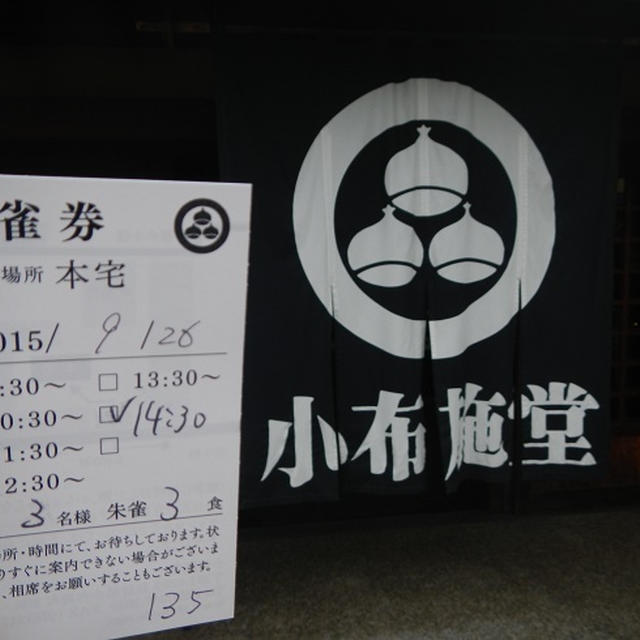 雀券
場所 本宅
015/ 9 / 26
:30～ □ 13:30～
0:30～ ☑ 14:30
1:30～ □
2:30～
3 名様 朱雀 3 食
所・時間にて、お待ちしております。状
りすぐに案内できない場合がございま
、相席をお願いすることもございます。
135
小布施堂